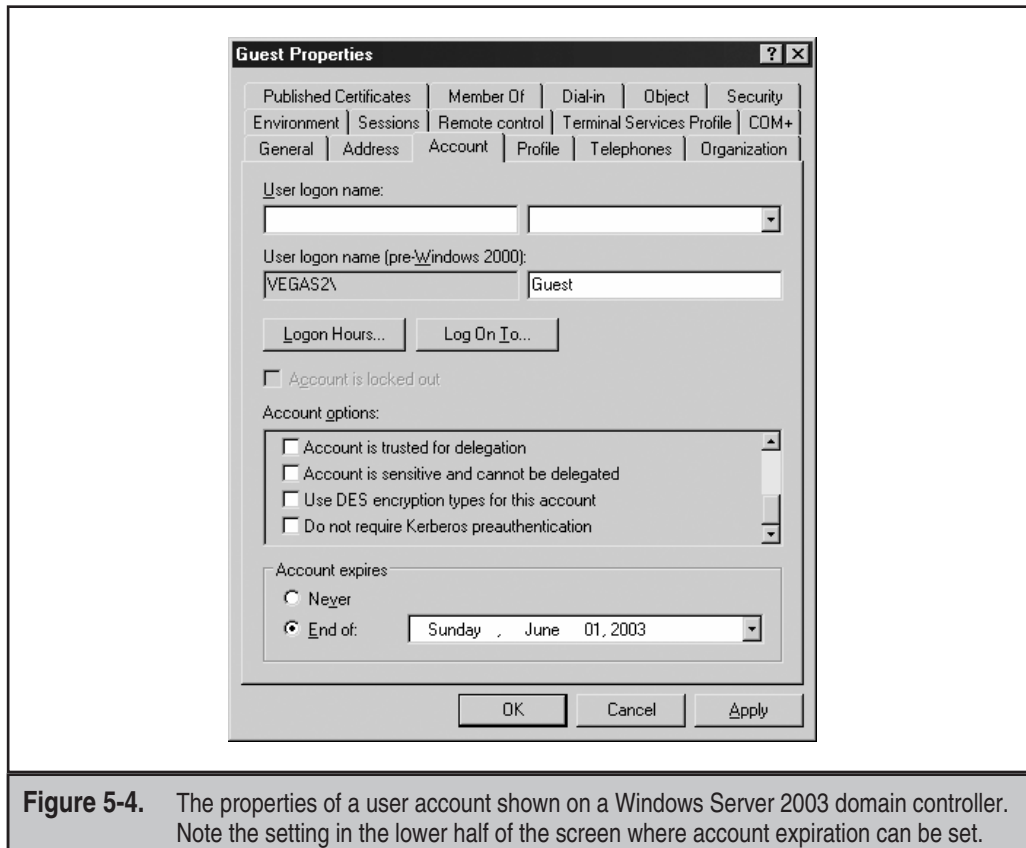 Guest Properties
Published Certificates Member Of Dial-in Object Security
Environment Sessions Remote control Terminal Services Profile COM+
General Address Account Profile Telephones Organization
User logon name:
User logon name (pre-Windows 2000):
VEGAS2\ Guest
Logon Hours... Log On To...
Account is locked out
Account options:
Account is trusted for delegation
Account is sensitive and cannot be delegated
Use DES encryption types for this account
Do not require Kerberos preauthentication
Account expires
Never
End of: Sunday , June 01, 2003
OK Cancel Apply
Figure 5-4. The properties of a user account shown on a Windows Server 2003 domain controller.
Note the setting in the lower half of the screen where account expiration can be set.